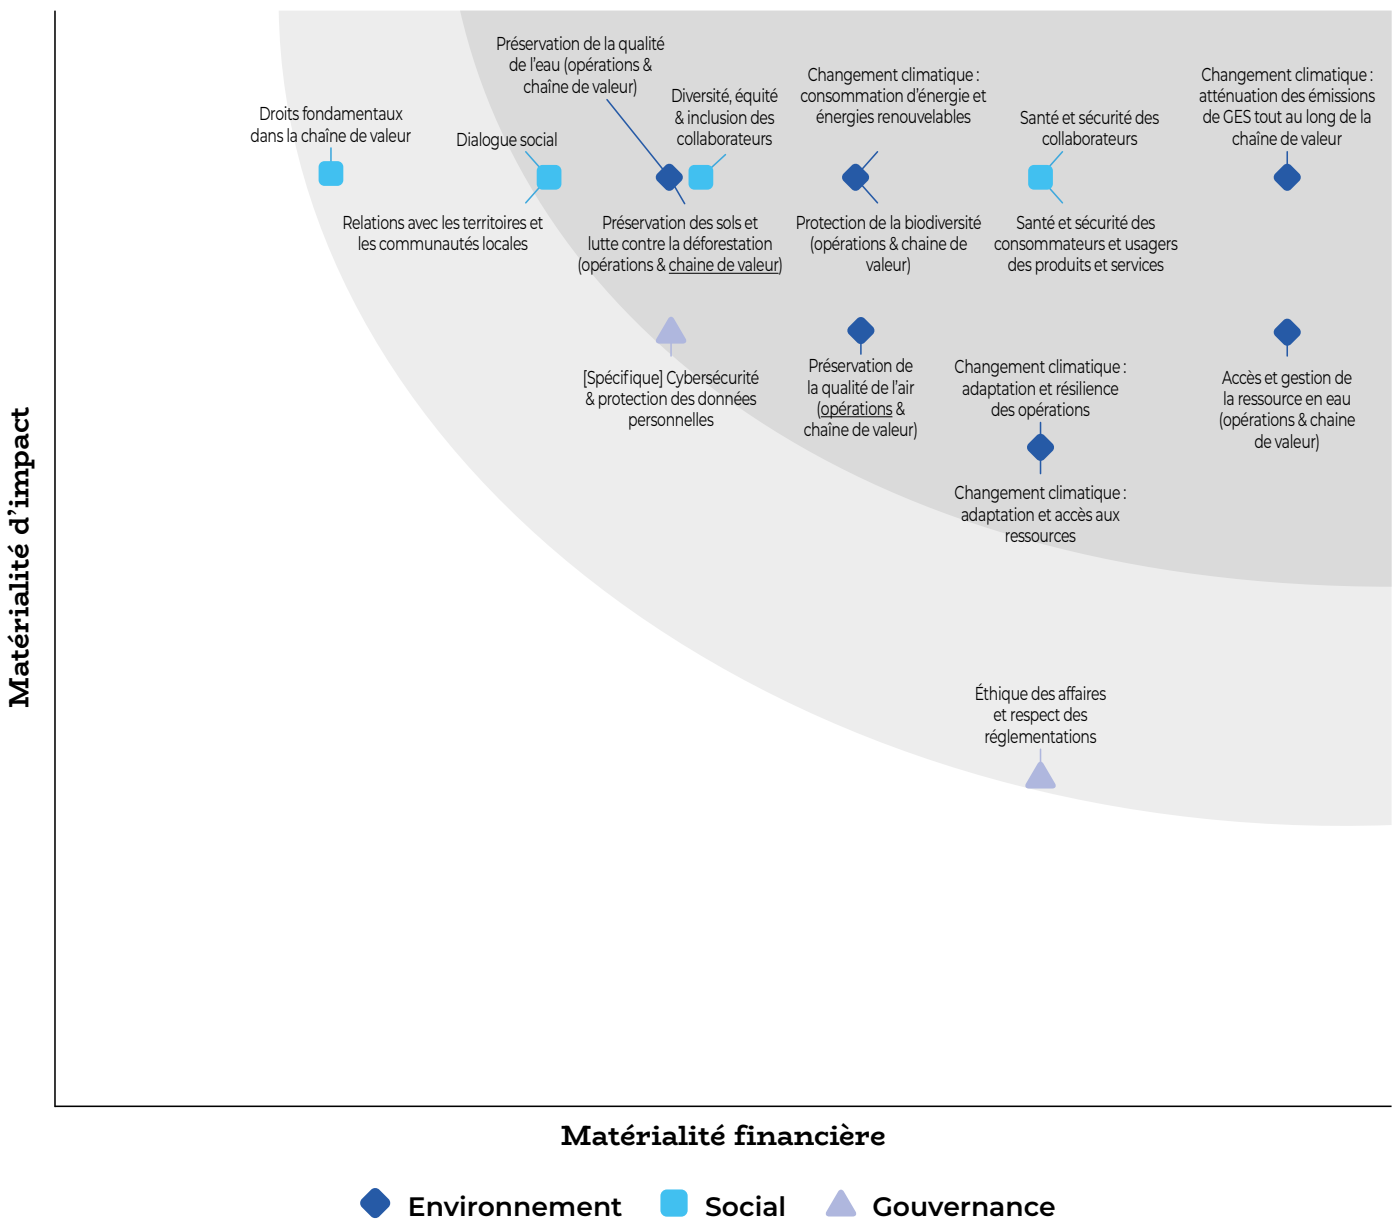 Préservation de la qualité
de l’eau (opérations &
chaîne de valeur)
Droits fondamentaux
dans la chaîne de valeur
Dialogue social
Diversité, équité
& inclusion des
collaborateurs
Changement climatique :
consommation d’énergie et
énergies renouvelables
Santé et sécurité des
collaborateurs
Changement climatique :
atténuation des émissions
de GES tout au long de la
chaîne de valeur
Relations avec les territoires et
les communautés locales
Préservation des sols et
lutte contre la déforestation
(opérations & chaine de valeur)
Protection de la biodiversité
(opérations & chaine de
valeur)
Santé et sécurité des
consommateurs et usagers
des produits et services
[Spécifique] Cybersécurité
& protection des données
personnelles
Préservation de
la qualité de l’air
(opérations &
chaîne de valeur)
Changement climatique :
adaptation et résilience
des opérations
Accès et gestion de
la ressource en eau
(opérations & chaine
de valeur)
Changement climatique :
adaptation et accès aux
ressources
Éthique des affaires
et respect des
réglementations
Matérialité d’impact
Matérialité financière
Environnement
Social
Gouvernance